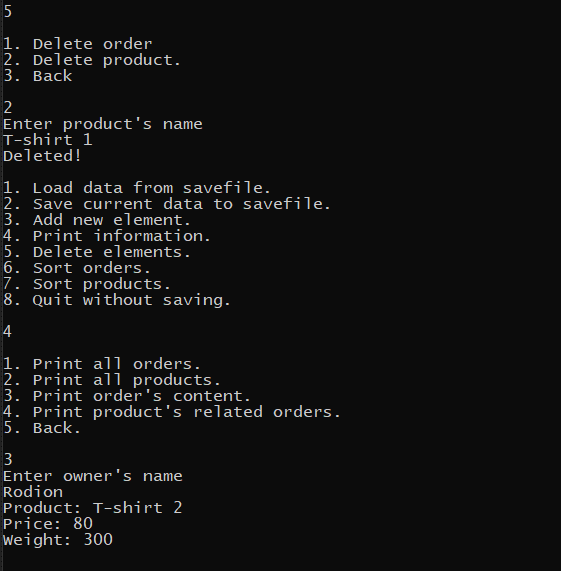 5
1. Delete order
2. Delete product.
3. Back
2
Enter product's name
T-shirt 1
Deleted!
1. Load data from savefile.
2. Save current data to savefile.
3. Add new element.
4. Print information.
5. Delete elements.
6. Sort orders.
7. Sort products.
8. Quit without saving.
4
1. Print all orders.
2. Print all products.
3. Print order's content.
4. Print product's related orders.
5. Back.
3
Enter owner's name
Rodion
Product: T-shirt 2
Price: 80
Weight: 300